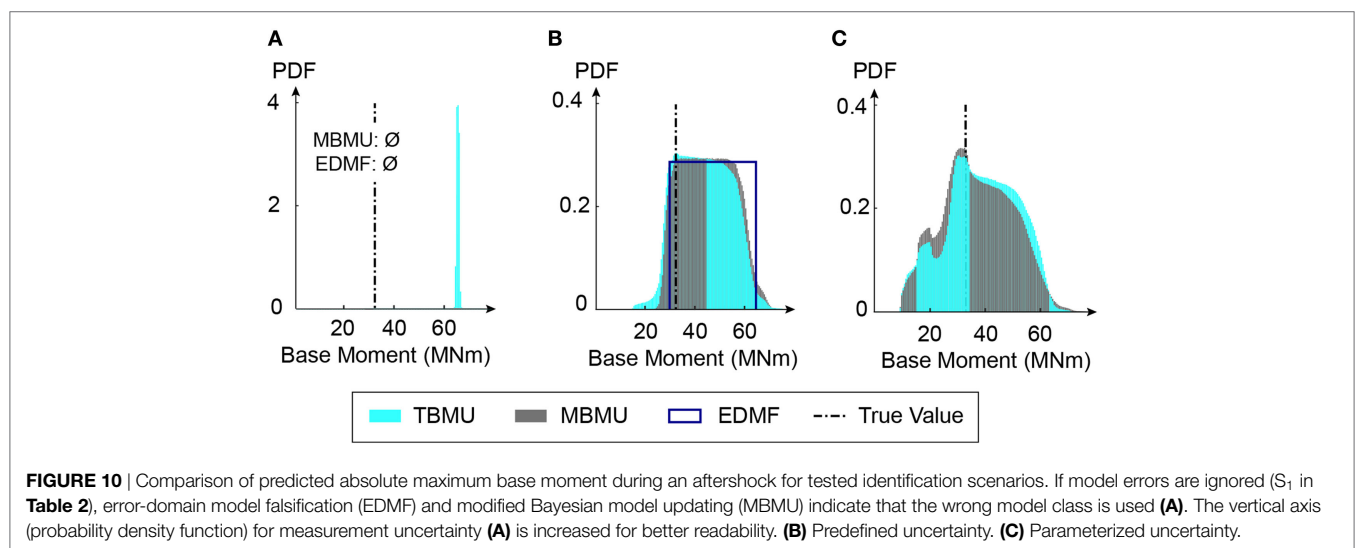 A
B
C
PDF
PDF
PDF
4
2
0
MBMU: Ø
EDMF: Ø
20
40
60
Base Moment (MNm)
0.4
0.2
0
20
40
60
Base Moment (MNm)
0.4
0.2
0
20
40
60
Base Moment (MNm)
TBMU
MBMU
EDMF
True Value
FIGURE 10 | Comparison of predicted absolute maximum base moment during an aftershock for tested identification scenarios. If model errors are ignored (S₁ in
Table 2), error-domain model falsification (EDMF) and modified Bayesian model updating (MBMU) indicate that the wrong model class is used (A). The vertical axis
(probability density function) for measurement uncertainty (A) is increased for better readability. (B) Predefined uncertainty. (C) Parameterized uncertainty.